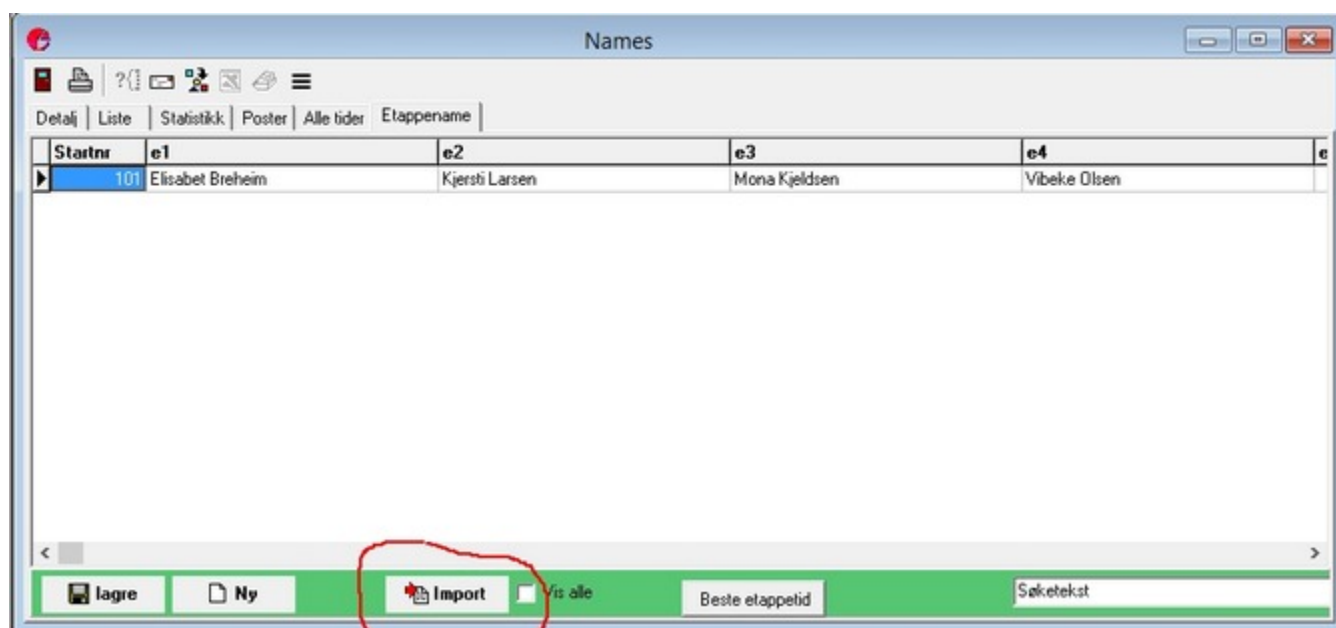 Names
Detalj Liste Statistikk Poster Alle tider Etappename
Startnr e1 e2 e3 e4 e
101 Elisabet Breheim Kjersti Larsen Mona Kjeldsen Vibeke Olsen
lagre Ny Import Vis alle Beste etappetid Søketekst